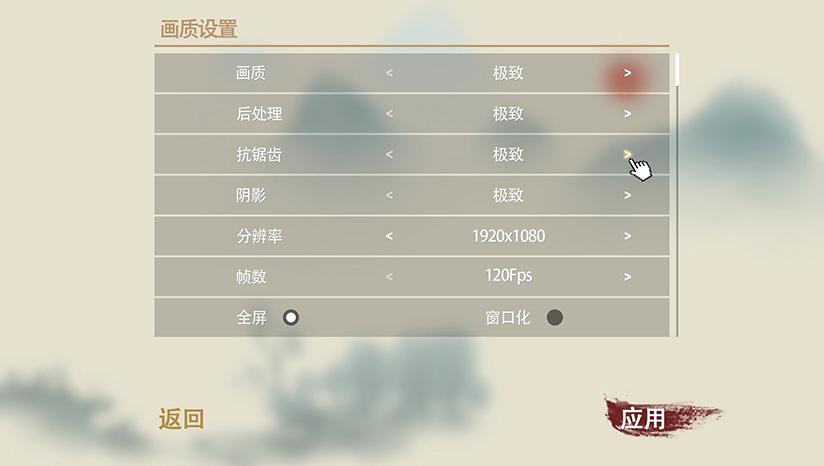 画质设置
画质 < 极致 >
后处理 < 极致 >
抗锯齿 < 极致 >
阴影 < 极致 >
分辨率 < 1920x1080 >
帧数 < 120Fps >
全屏 窗口化
返回 应用